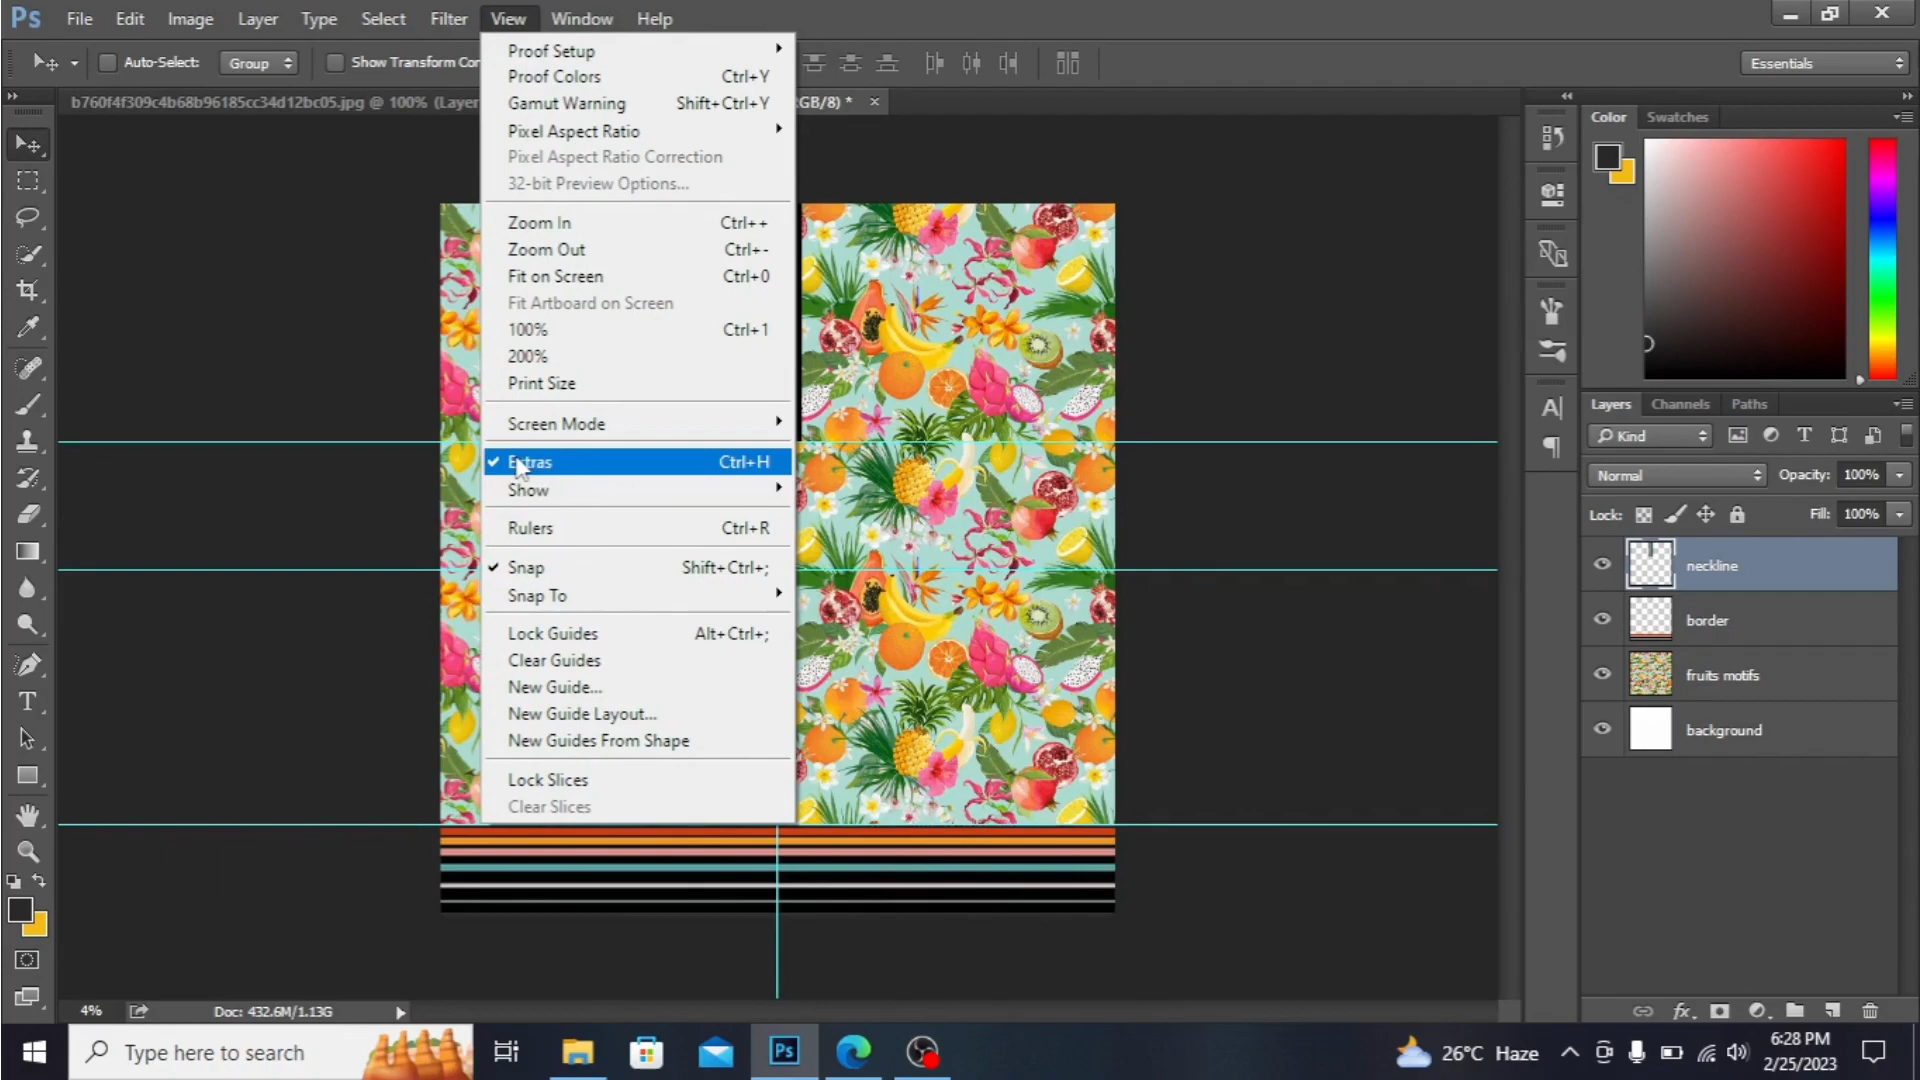 Ps File Edit Image Layer Type Select Filter View Window Help
Auto-Select: Group Show Transform Con Essentials
b760f4f309c4b68b96185cc34d12bc05.jpg @ 100% (Layer GB/8) *
Proof Setup
Proof Colors Ctrl+Y
Gamut Warning Shift+Ctrl+Y
Pixel Aspect Ratio
Pixel Aspect Ratio Correction
32-bit Preview Options...
Zoom In Ctrl++
Zoom Out Ctrl+-
Fit on Screen Ctrl+0
Fit Artboard on Screen
100% Ctrl+1
200%
Print Size
Screen Mode
Extras Ctrl+H
Show
Rulers Ctrl+R
Snap Shift+Ctrl+;
Snap To
Lock Guides Alt+Ctrl+;
Clear Guides
New Guide...
New Guide Layout...
New Guides From Shape
Lock Slices
Clear Slices
Color Swatches
Layers Channels Paths
Kind
Normal Opacity: 100%
Lock: Fill: 100%
neckline
border
fruits motifs
background
4% Doc: 432.6M/1.13G
Type here to search
Ps
26°C Haze
6:28 PM
2/25/2023